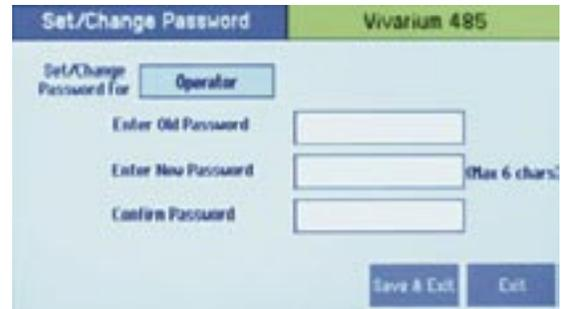 Set/Change Password
Vivarium 485
Set/Change
Password for
Operator
Enter Old Password
Enter New Password
(Max 6 chars)
Confirm Password
Save & Exit
Exit